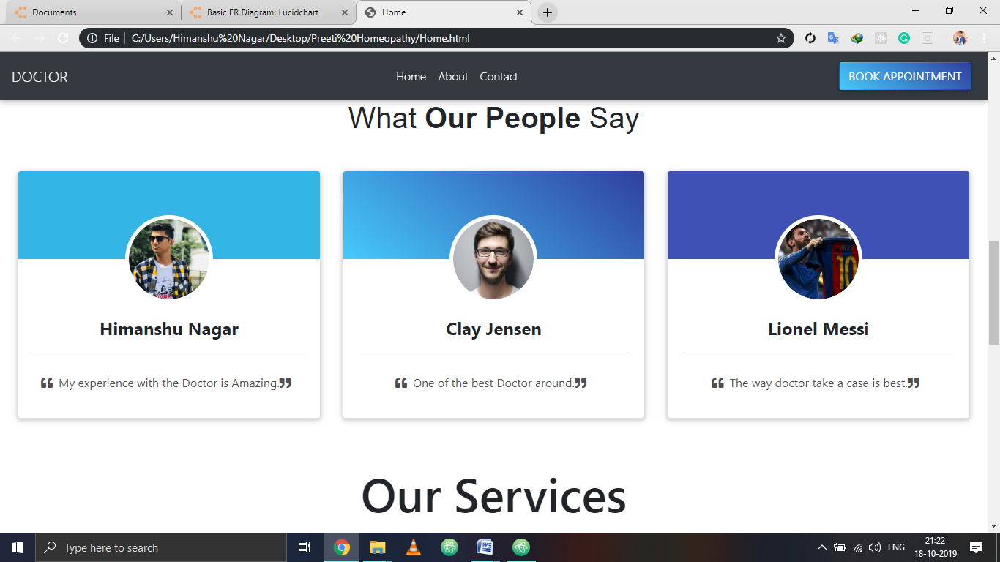 Documents
Basic ER Diagram: Lucidchart
Home
File
C:/Users/Himanshu%20Nagar/Desktop/Preeti%20Homeopathy/Home.html
DOCTOR
Home
About
Contact
BOOK APPOINTMENT
What Our People Say
10
Himanshu Nagar
Clay Jensen
Lionel Messi
❝ My experience with the Doctor is Amazing.❞
❝ One of the best Doctor around.❞
❝ The way doctor take a case is best.❞
Our Services
Type here to search
ENG
21:22
18-10-2019